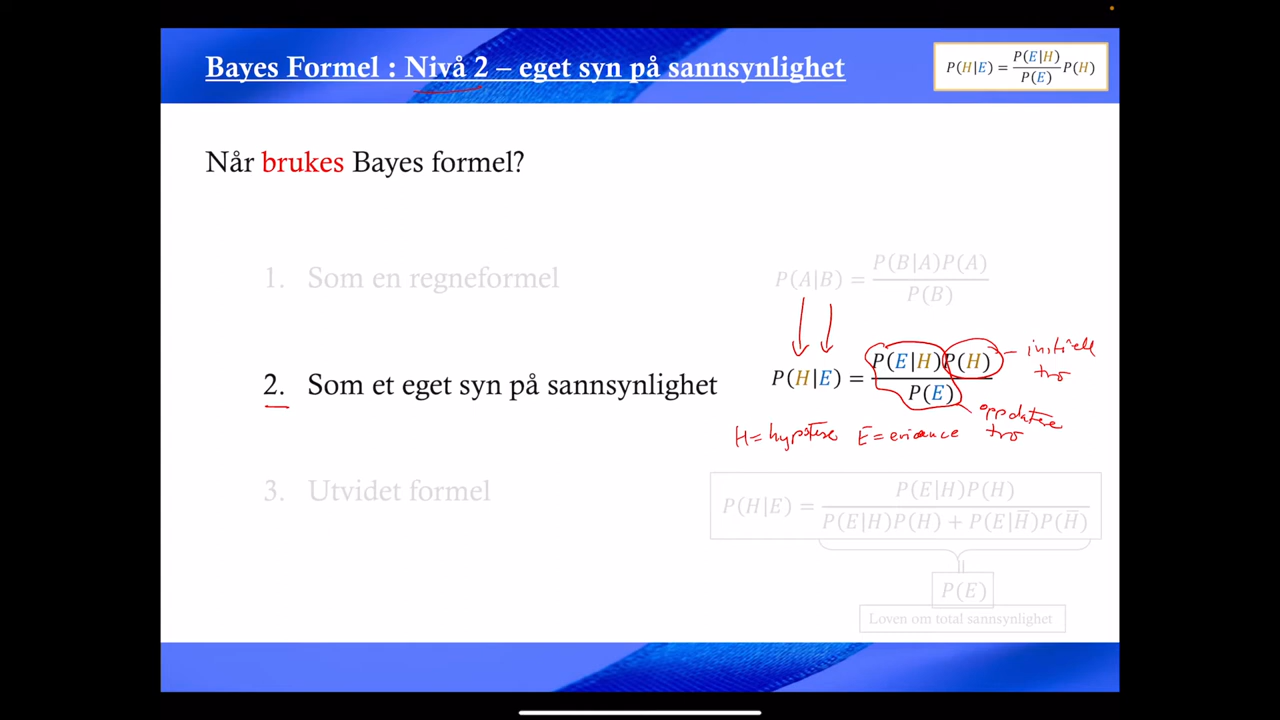 Bayes Formel : Nivå 2 – eget syn på sannsynlighet
P(H|E) = P(E|H)/P(E) P(H)
Når brukes Bayes formel?
1. Som en regneformel
P(A|B) = P(B|A)P(A)/P(B)
2. Som et eget syn på sannsynlighet
P(H|E) = P(E|H)P(H)/P(E)
initiell
tro
oppdatere
tro
H = hypotese E = evidence
3. Utvidet formel
P(H|E) = P(E|H)P(H)/P(E|H)P(H) + P(E|H̅)P(H̅)
P(E)
Loven om total sannsynlighet